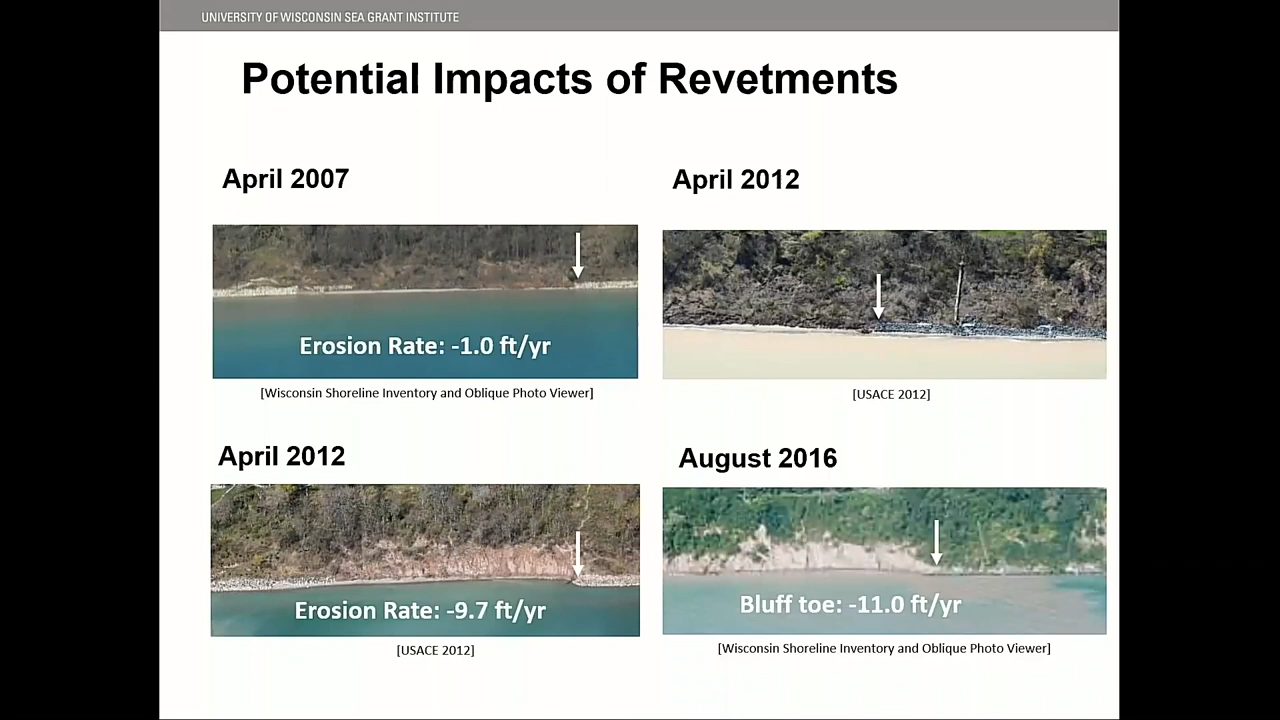 UNIVERSITY OF WISCONSIN SEA GRANT INSTITUTE
Potential Impacts of Revetments
April 2007
Erosion Rate: -1.0 ft/yr
[Wisconsin Shoreline Inventory and Oblique Photo Viewer]
April 2012
Erosion Rate: -9.7 ft/yr
[USACE 2012]
April 2012
[USACE 2012]
August 2016
Bluff toe: -11.0 ft/yr
[Wisconsin Shoreline Inventory and Oblique Photo Viewer]